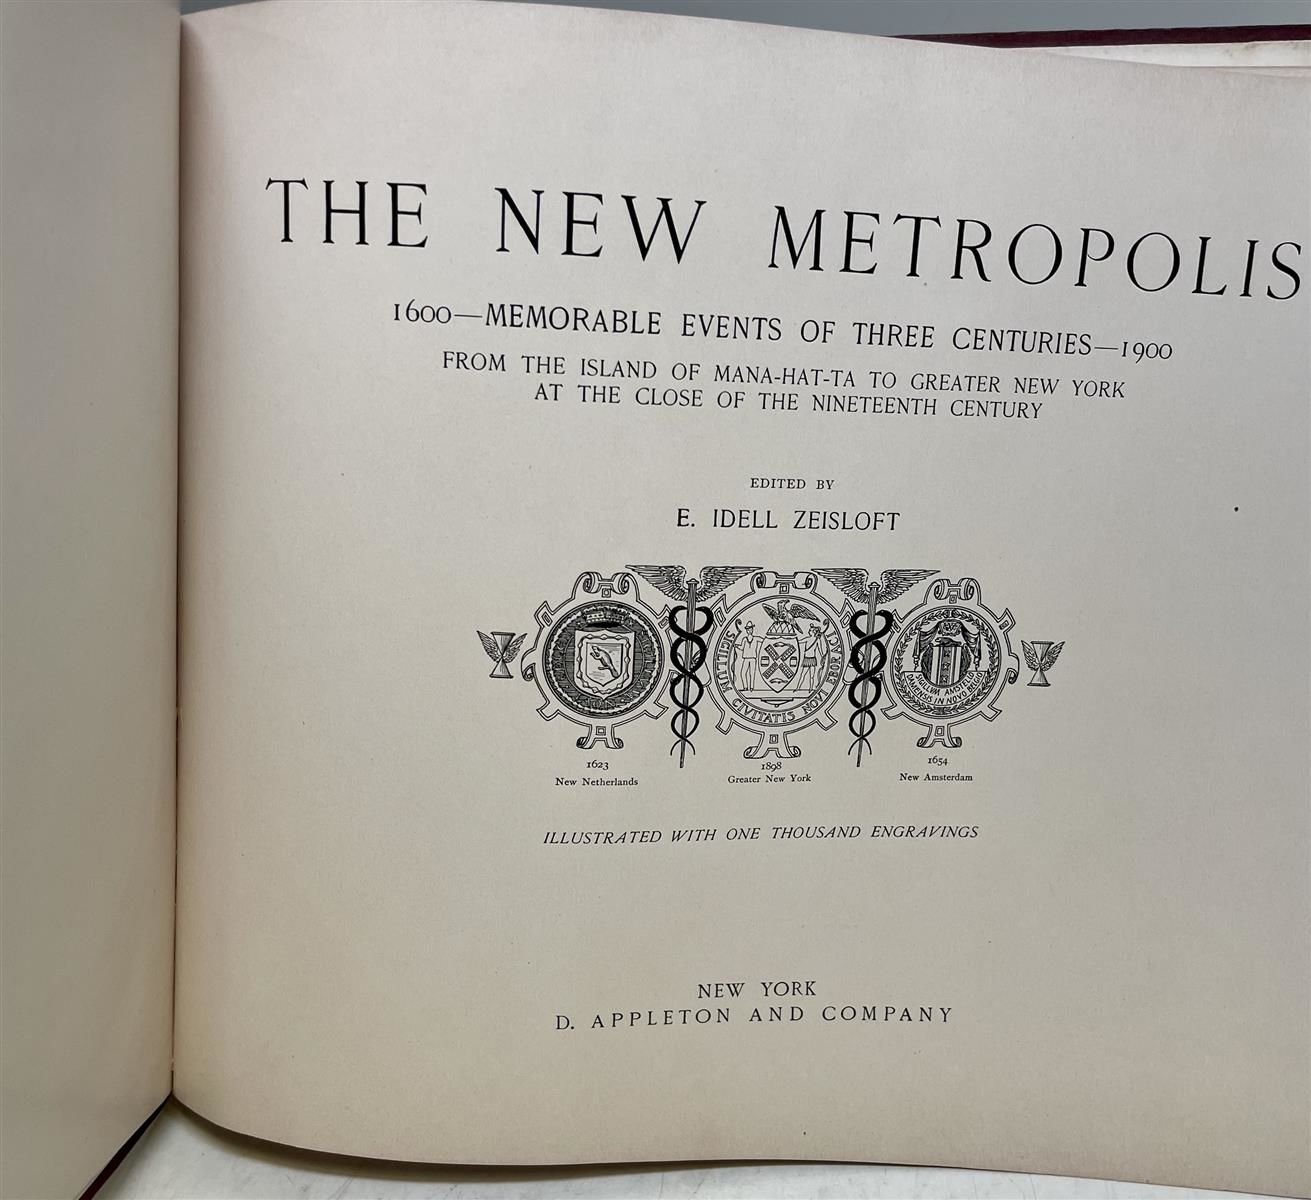 THE NEW METROPOLIS
1600—MEMORABLE EVENTS OF THREE CENTURIES—1900
FROM THE ISLAND OF MANA-HAT-TA TO GREATER NEW YORK
AT THE CLOSE OF THE NINETEENTH CENTURY
EDITED BY
E. IDELL ZEISLOFT
SIGILLUM CIVITATIS NOVI EBORACI
SIGILLUM AMSTELO
DAMENSIS IN NOVO BELGIO
1623
New Netherlands
1898
Greater New York
1654
New Amsterdam
ILLUSTRATED WITH ONE THOUSAND ENGRAVINGS
NEW YORK
D. APPLETON AND COMPANY